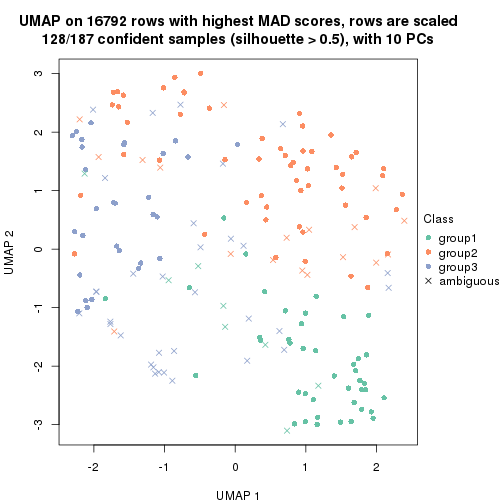 UMAP on 16792 rows with highest MAD scores, rows are scaled
128/187 confident samples (silhouette > 0.5), with 10 PCs
3
2
1
0
-1
-2
-3
UMAP 2
-2
-1
0
1
2
UMAP 1
Class
group1
group2
group3
ambiguous